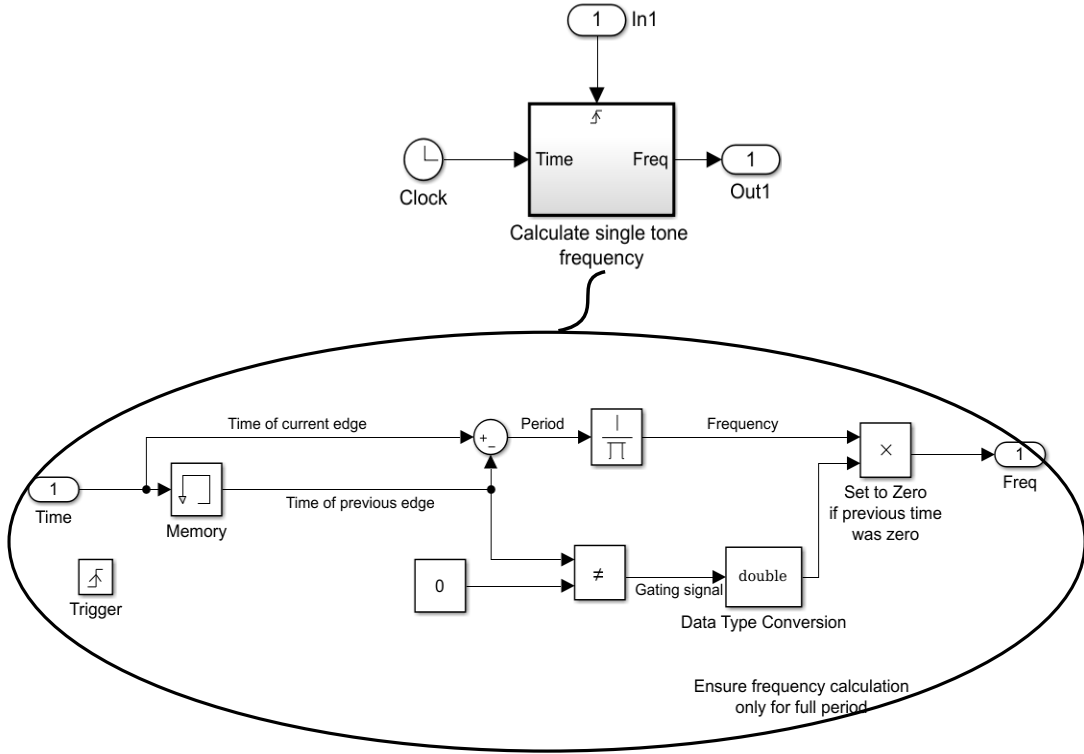 1 In1
Time Freq 1
Clock Out1
Calculate single tone
frequency
Time of current edge
+ − Period
1
∏
Frequency
×
1
Freq
1
Time
Memory
Time of previous edge
Set to Zero
if previous time
was zero
Trigger
0
≠
Gating signal
double
Data Type Conversion
Ensure frequency calculation
only for full period